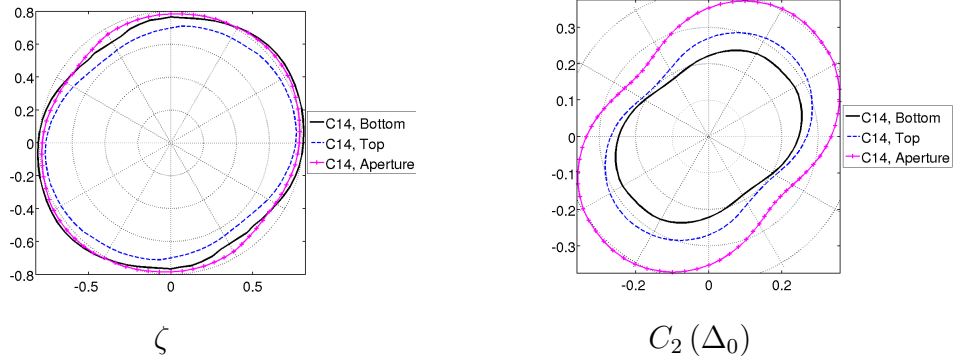 0.8
0.6
0.4
0.2
0
-0.2
-0.4
-0.6
-0.8
-0.5 0 0.5
C14, Bottom
C14, Top
C14, Aperture
ζ
0.3
0.2
0.1
0
-0.1
-0.2
-0.3
-0.2 0 0.2
C14, Bottom
C14, Top
C14, Aperture
C₂ (Δ₀)